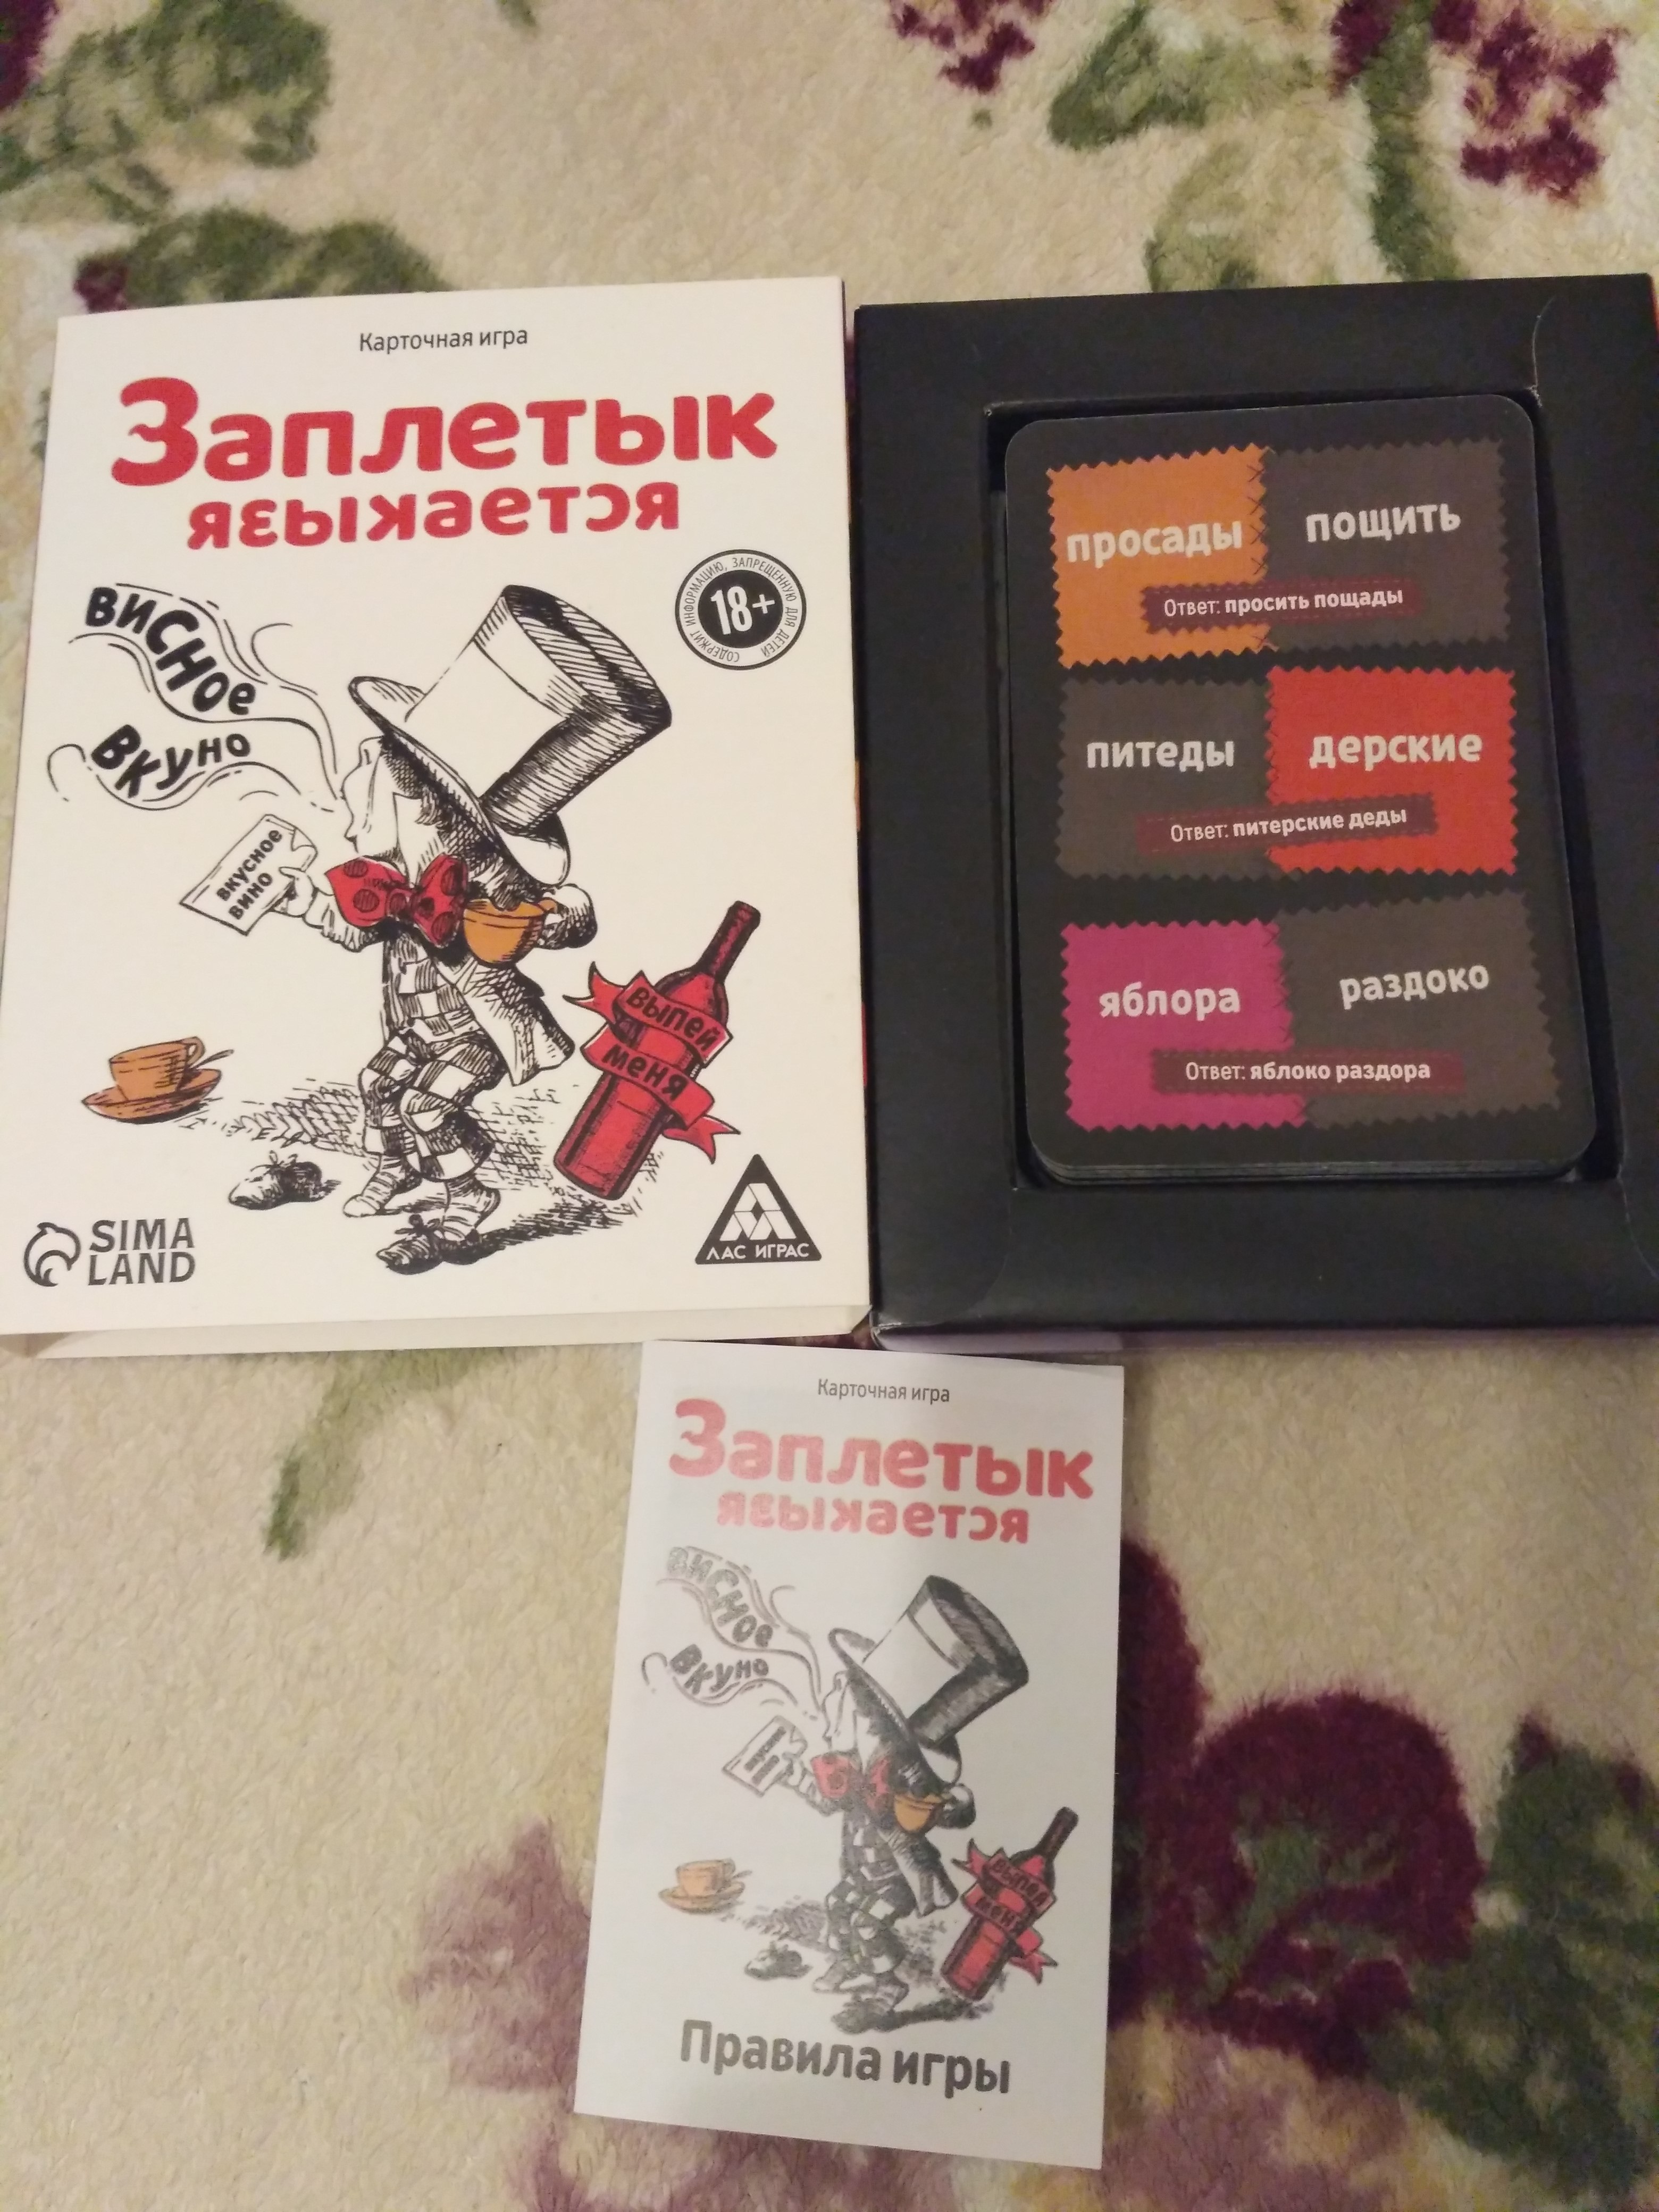 Карточная игра
Заплетык
языкается
СОДЕРЖИТ ИНФОРМАЦИЮ, ЗАПРЕЩЕННУЮ ДЛЯ ДЕТЕЙ
18+
ВИСНОЕ
ВКУНО
ВКУСНОЕ
ВИНО
ВЫПЕЙ
МЕНЯ
SIMA
LAND
ЛАС ИГРАС
просады
пощить
Ответ: просить пощады
питеды
дерские
Ответ: питерские деды
яблора
раздоко
Ответ: яблоко раздора
Карточная игра
Заплетык
языкается
ВИСНОЕ
ВКУНО
ВЫПЕЙ
МЕНЯ
Правила игры